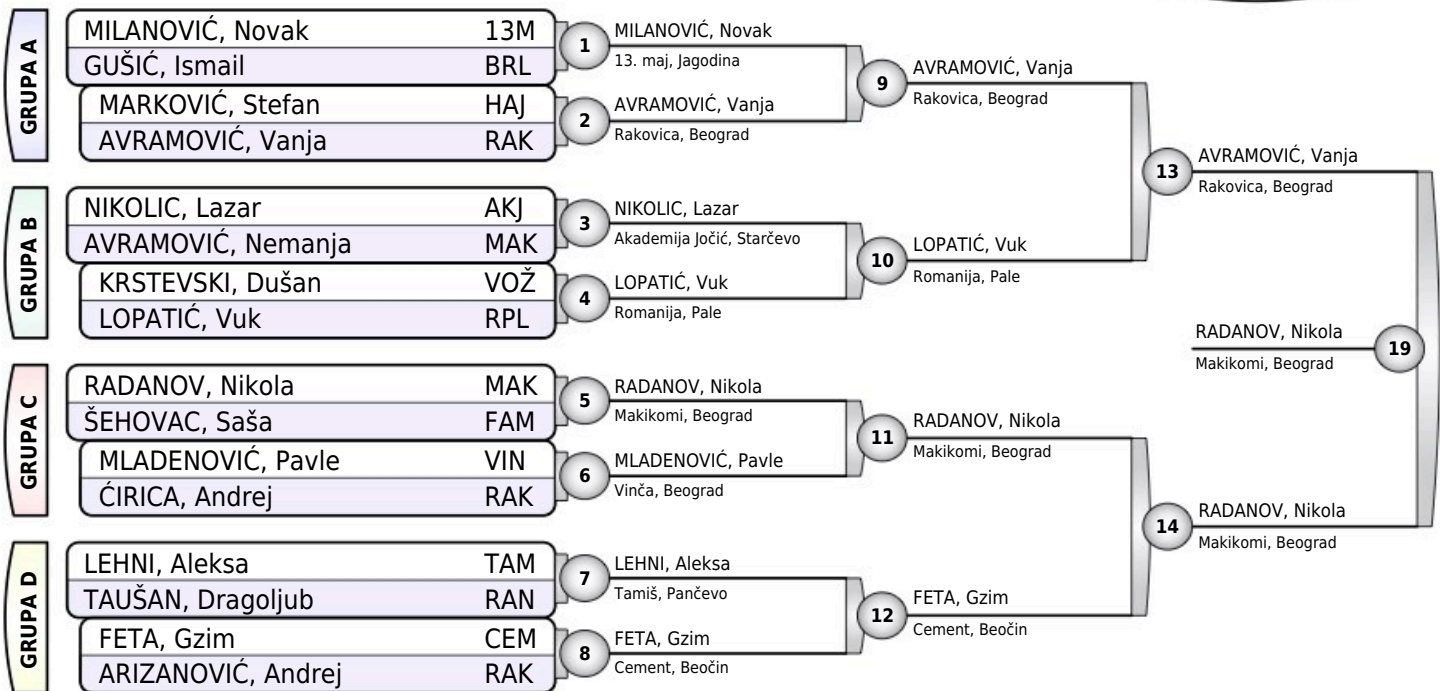 GRUPA A
MILANOVIĆ, Novak 13M
GUŠIĆ, Ismail BRL
MARKOVIĆ, Stefan HAJ
AVRAMOVIĆ, Vanja RAK
1
MILANOVIĆ, Novak
13. maj, Jagodina
2
AVRAMOVIĆ, Vanja
Rakovica, Beograd
9
AVRAMOVIĆ, Vanja
Rakovica, Beograd
GRUPA B
NIKOLIC, Lazar AKJ
AVRAMOVIĆ, Nemanja MAK
KRSTEVSKI, Dušan VOŽ
LOPATIĆ, Vuk RPL
3
NIKOLIC, Lazar
Akademija Jočić, Starčevo
4
LOPATIĆ, Vuk
Romanija, Pale
10
LOPATIĆ, Vuk
Romanija, Pale
13
AVRAMOVIĆ, Vanja
Rakovica, Beograd
GRUPA C
RADANOV, Nikola MAK
ŠEHOVAC, Saša FAM
MLADENOVIĆ, Pavle VIN
ĆIRICA, Andrej RAK
5
RADANOV, Nikola
Makikomi, Beograd
6
MLADENOVIĆ, Pavle
Vinča, Beograd
11
RADANOV, Nikola
Makikomi, Beograd
GRUPA D
LEHNI, Aleksa TAM
TAUŠAN, Dragoljub RAN
FETA, Gzim CEM
ARIZANOVIĆ, Andrej RAK
7
LEHNI, Aleksa
Tamiš, Pančevo
8
FETA, Gzim
Cement, Beočin
12
FETA, Gzim
Cement, Beočin
14
RADANOV, Nikola
Makikomi, Beograd
RADANOV, Nikola
Makikomi, Beograd
19